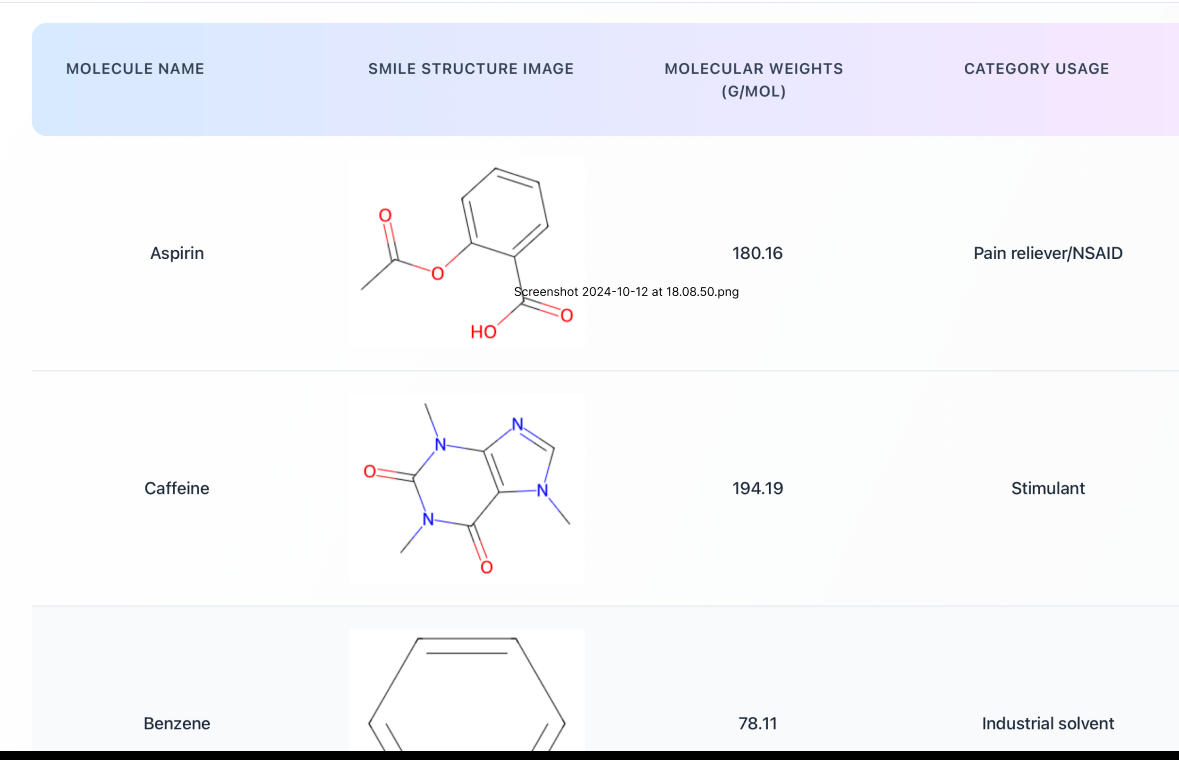 MOLECULE NAME
SMILE STRUCTURE IMAGE
MOLECULAR WEIGHTS
(G/MOL)
CATEGORY USAGE
Aspirin
O
O
HO
O
180.16
Pain reliever/NSAID
Screenshot 2024-10-12 at 18.08.50.png
Caffeine
N
N
O
N
N
O
194.19
Stimulant
Benzene
78.11
Industrial solvent